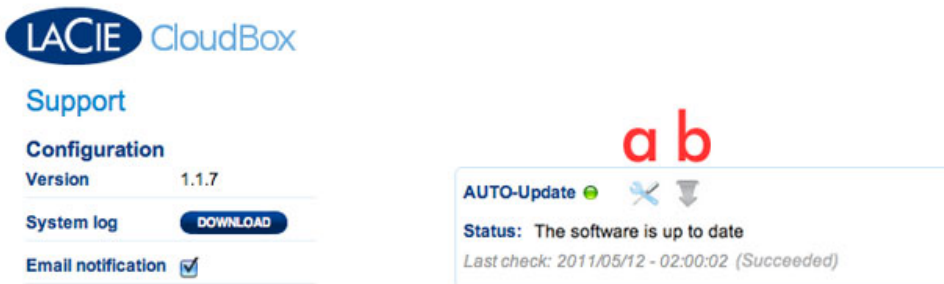 LACIE CloudBox
Support
Configuration
Version 1.1.7
System log DOWNLOAD
Email notification
a b
AUTO-Update
Status: The software is up to date
Last check: 2011/05/12 - 02:00:02 (Succeeded)